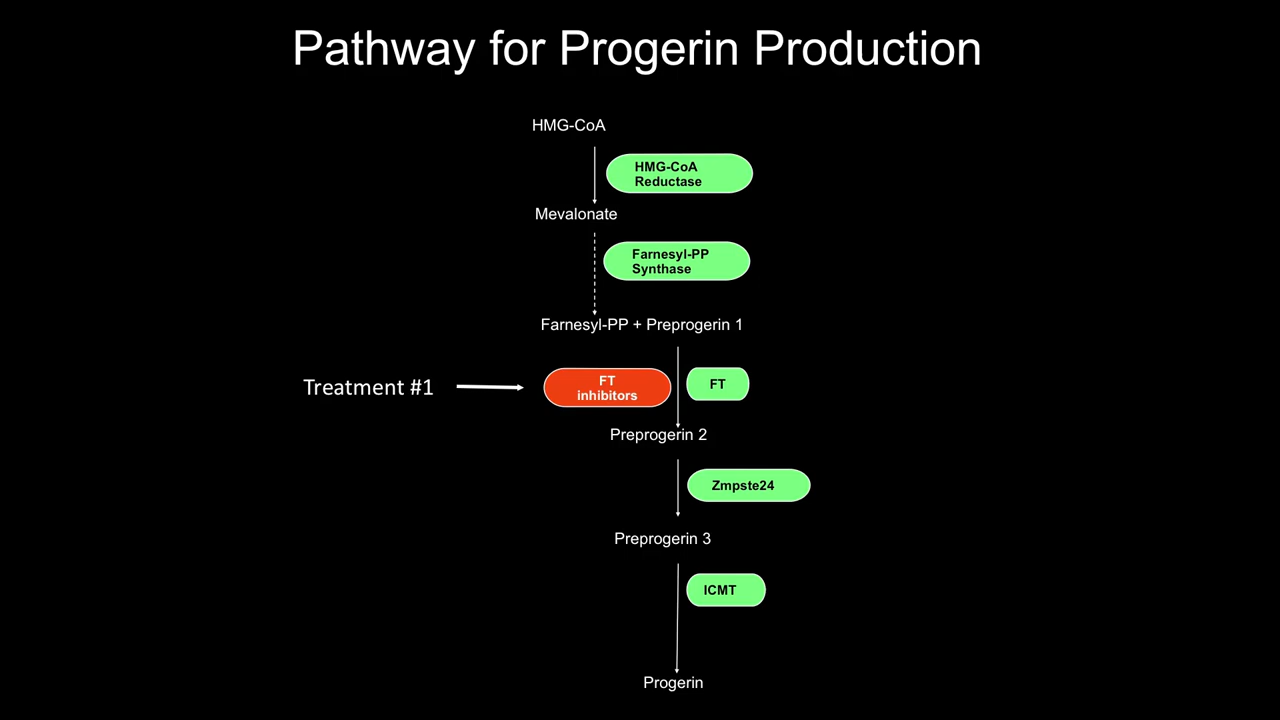 Pathway for Progerin Production
HMG-CoA
HMG-CoA
Reductase
Mevalonate
Farnesyl-PP
Synthase
Farnesyl-PP + Preprogerin 1
Treatment #1
FT
inhibitors
FT
Preprogerin 2
Zmpste24
Preprogerin 3
ICMT
Progerin